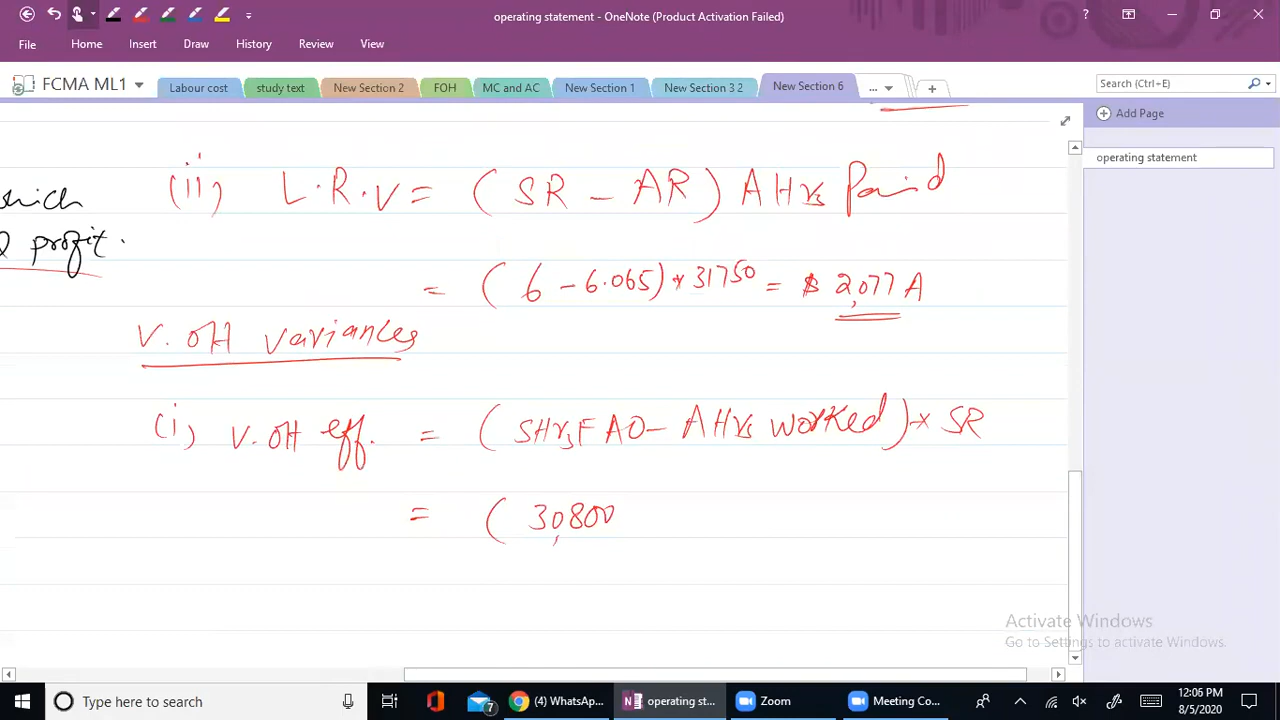 operating statement - OneNote (Product Activation Failed)
File Home Insert Draw History Review View
FCMA ML1
Labour cost study text New Section 2 FOH MC and AC New Section 1 New Section 3 2 New Section 6 ...
Search (Ctrl+E)
Add Page
operating statement
(ii) L.R.V = (SR - AR) AHrs Paid
profit.
= (6 - 6.065) * 31750 = $ 2,077 A
V.OH variances
(i) V.OH eff. = (SHrsFAO - AHrs worked) × SR
= (30,800
Activate Windows
Go to Settings to activate Windows.
Type here to search
7
(4) WhatsApp...
operating st...
Zoom
Meeting Co...
12:06 PM
8/5/2020